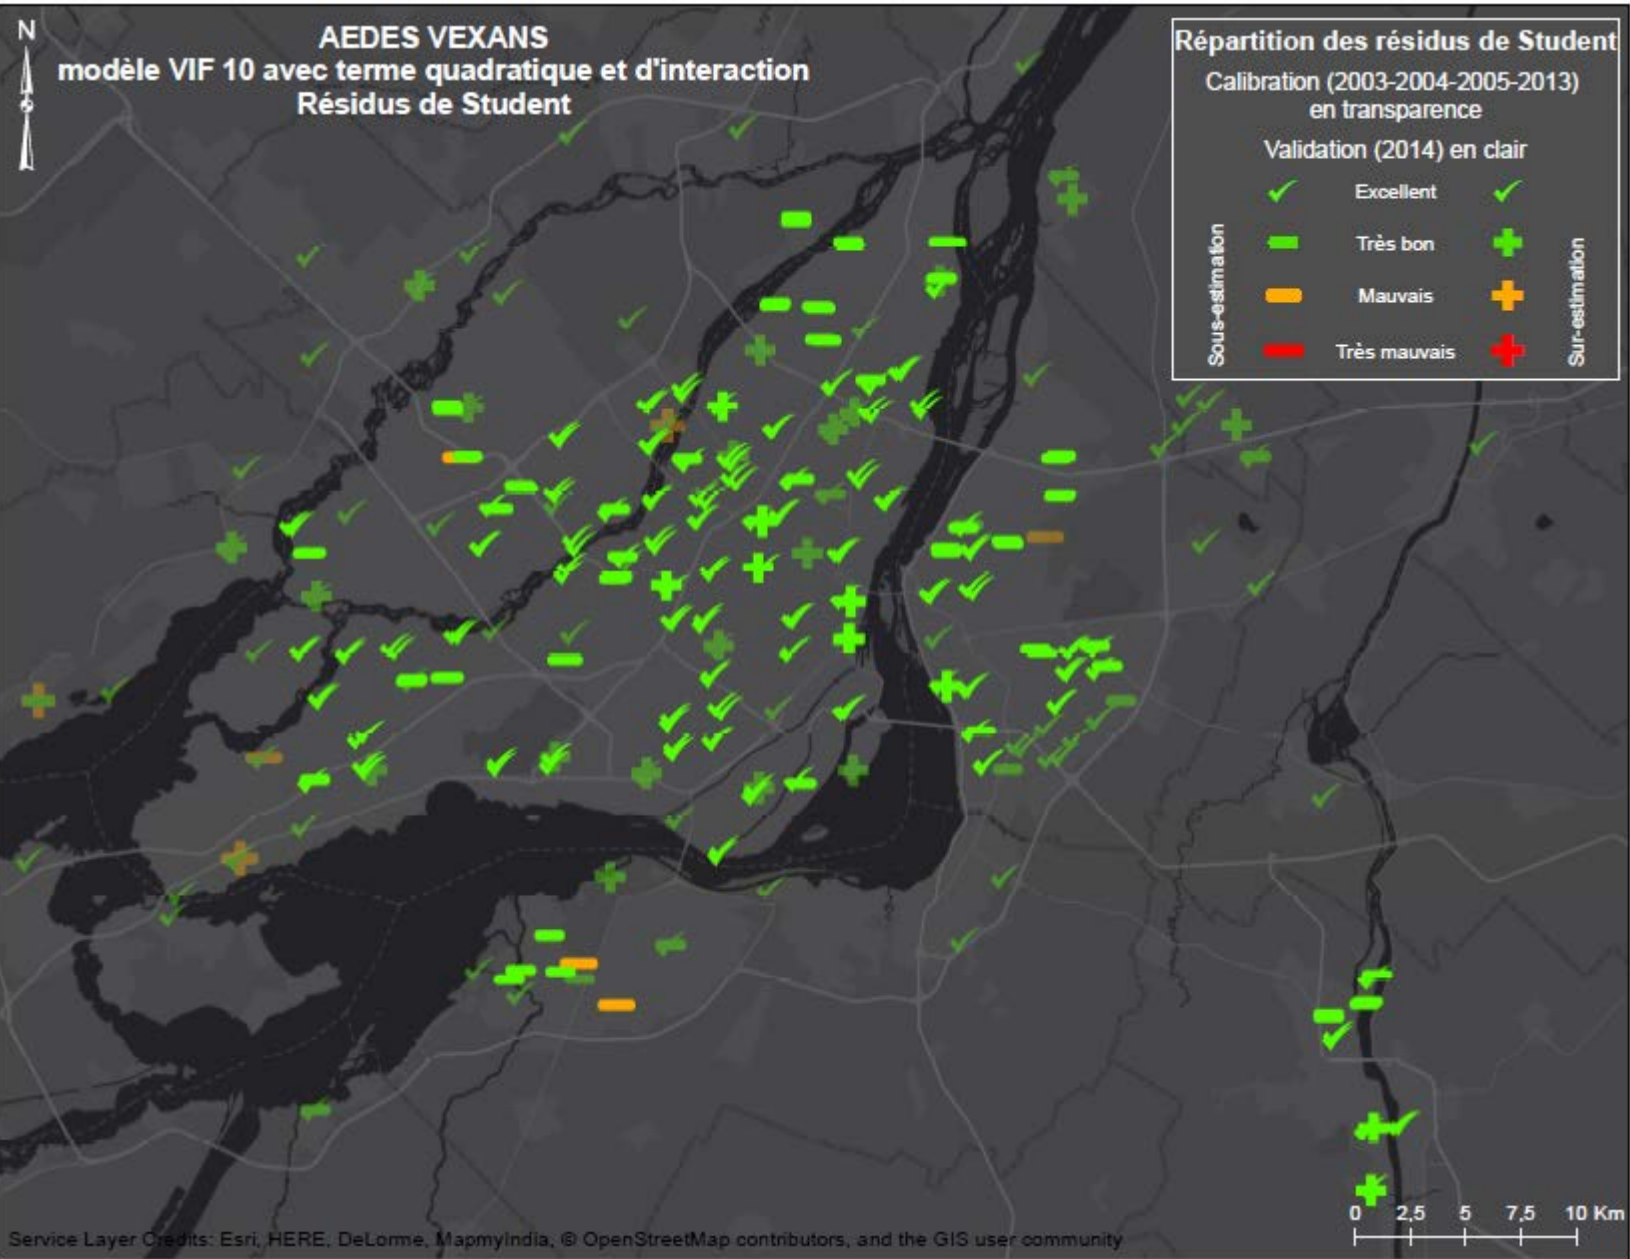 N
AEDES VEXANS
modèle VIF 10 avec terme quadratique et d'interaction
Résidus de Student
Répartition des résidus de Student
Calibration (2003-2004-2005-2013)
en transparence
Validation (2014) en clair
Excellent
Très bon
Mauvais
Très mauvais
Sous-estimation
Sur-estimation
0 2,5 5 7,5 10 Km
Service Layer Credits: Esri, HERE, DeLorme, MapmyIndia, © OpenStreetMap contributors, and the GIS user community